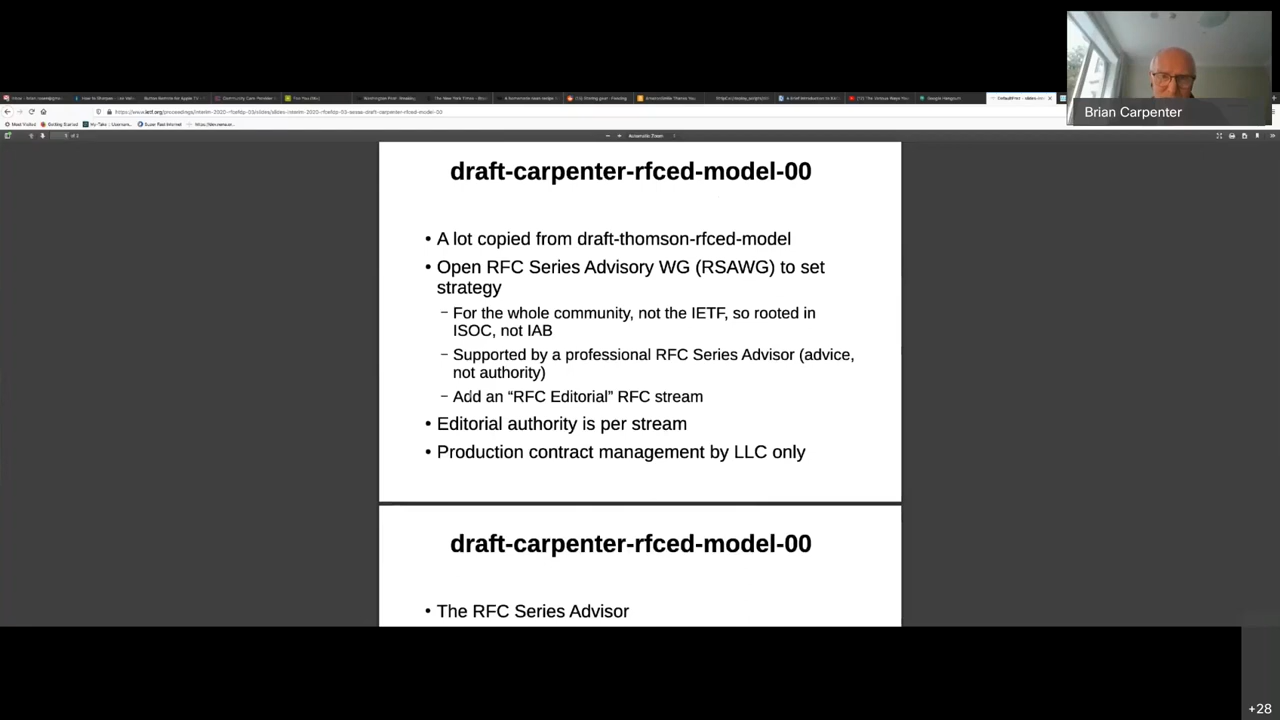 Brian Carpenter
Automatic Zoom
draft-carpenter-rfced-model-00
• A lot copied from draft-thomson-rfced-model
• Open RFC Series Advisory WG (RSAWG) to set
strategy
– For the whole community, not the IETF, so rooted in
ISOC, not IAB
– Supported by a professional RFC Series Advisor (advice,
not authority)
– Add an “RFC Editorial” RFC stream
• Editorial authority is per stream
• Production contract management by LLC only
draft-carpenter-rfced-model-00
• The RFC Series Advisor
+28